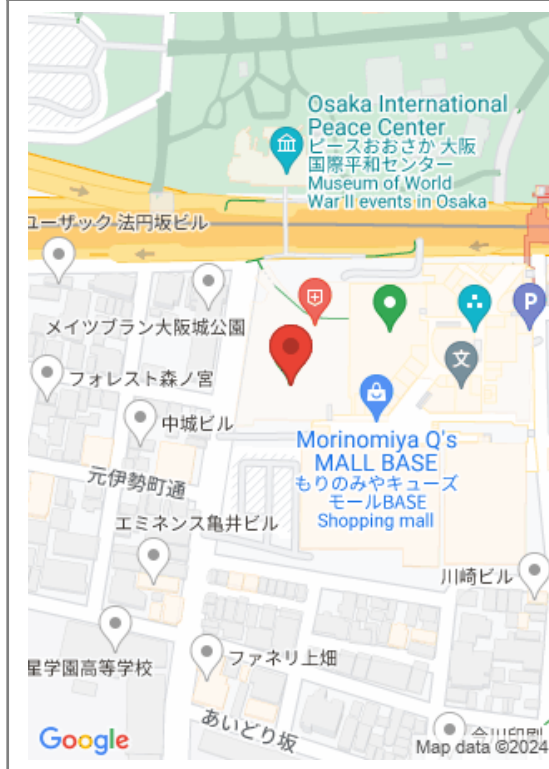 Osaka International
Peace Center
ピースおおさか 大阪
国際平和センター
Museum of World
War II events in Osaka
ユーザック 法円坂ビル
メイツブラン大阪城公園
P
文
フォレスト森ノ宮
中城ビル
Morinomiya Q's
MALL BASE
もりのみやキューズ
モールBASE
Shopping mall
元伊勢町通
エミネンス亀井ビル
川崎ビル
星学園高等学校
ファネリ上畑
あいどり坂
Google
Map data ©2024